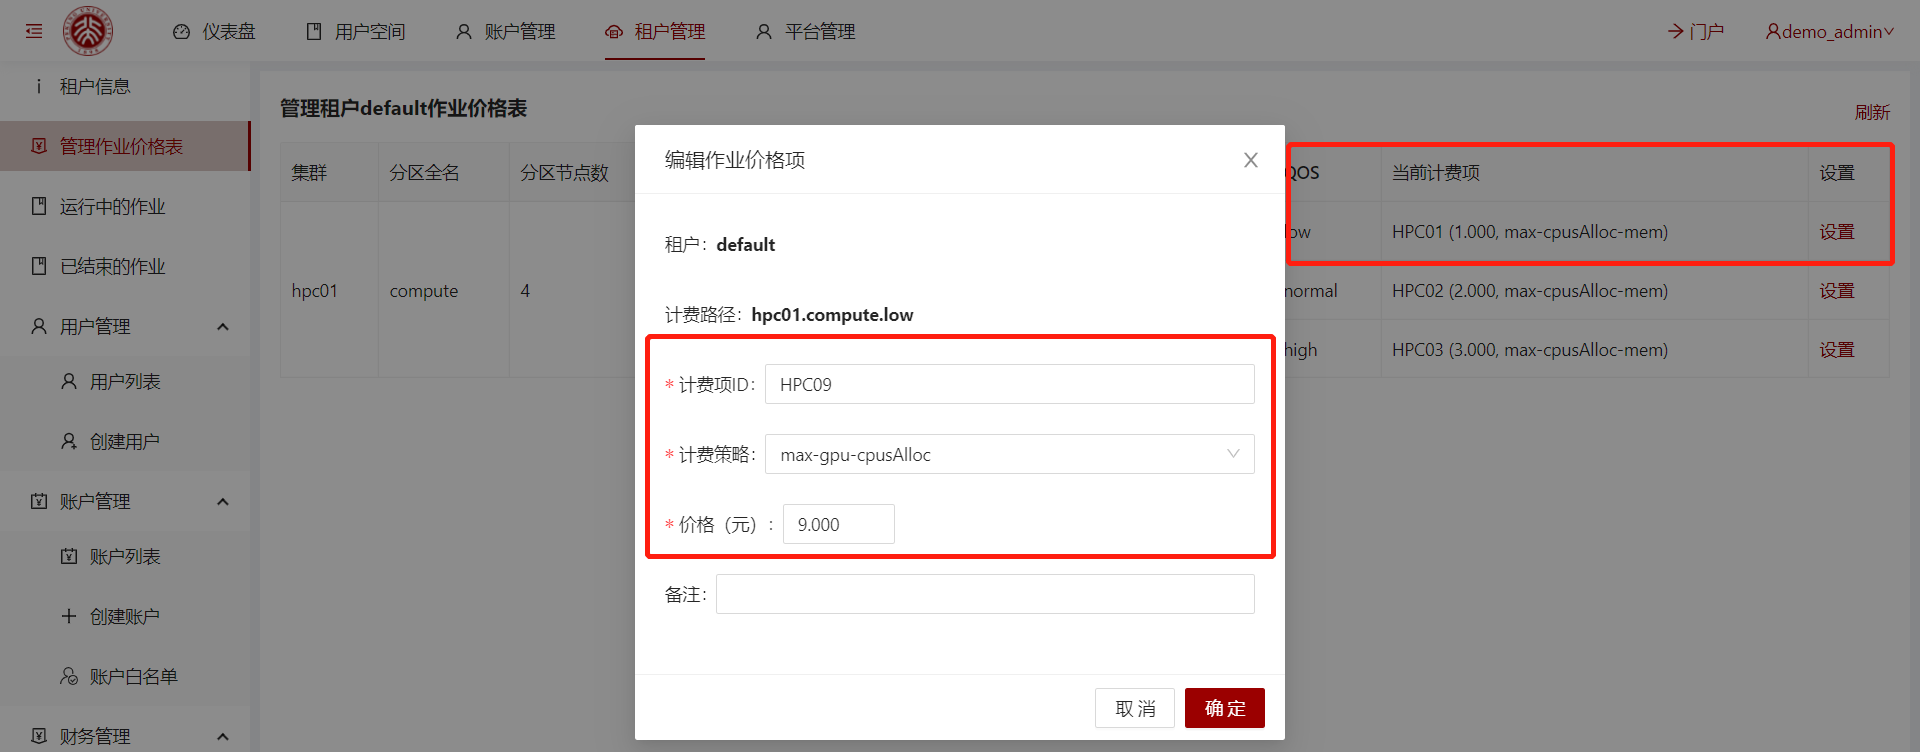 仪表盘 用户空间 账户管理 租户管理 平台管理 门户 demo_admin
租户信息
管理作业价格表
运行中的作业
已结束的作业
用户管理
用户列表
创建用户
账户管理
账户列表
创建账户
账户白名单
财务管理
管理租户default作业价格表
刷新
集群 分区全名 分区节点数 QOS 当前计费项 设置
hpc01 compute 4
low HPC01 (1.000, max-cpusAlloc-mem) 设置
normal HPC02 (2.000, max-cpusAlloc-mem) 设置
high HPC03 (3.000, max-cpusAlloc-mem) 设置
编辑作业价格项
租户：default
计费路径：hpc01.compute.low
* 计费项ID： HPC09
* 计费策略： max-gpu-cpusAlloc
* 价格（元）： 9.000
备注：
取消 确定